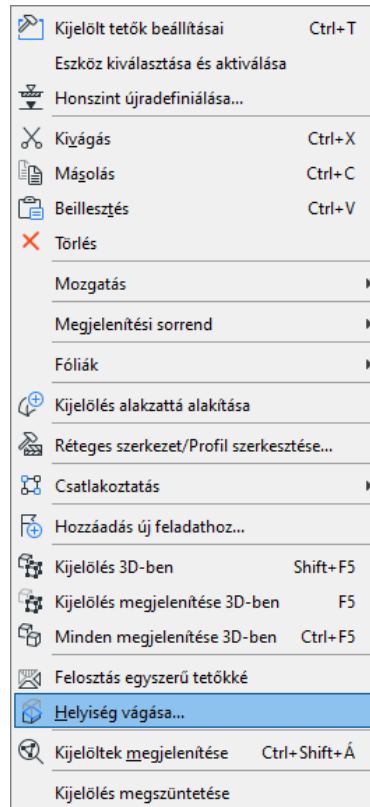 Kijelölt tetők beállításai Ctrl+T
Eszköz kiválasztása és aktiválása
Honszint újradefiniálása...
Kivágás Ctrl+X
Másolás Ctrl+C
Beillesztés Ctrl+V
Törlés
Mozgatás
Megjelenítési sorrend
Fóliák
Kijelölés alakzattá alakítása
Réteges szerkezet/Profil szerkesztése...
Csatlakoztatás
Hozzáadás új feladathoz...
Kijelölés 3D-ben Shift+F5
Kijelölés megjelenítése 3D-ben F5
Minden megjelenítése 3D-ben Ctrl+F5
Felosztás egyszerű tetőkké
Helyiség vágása...
Kijelöltek megjelenítése Ctrl+Shift+Á
Kijelölés megszüntetése